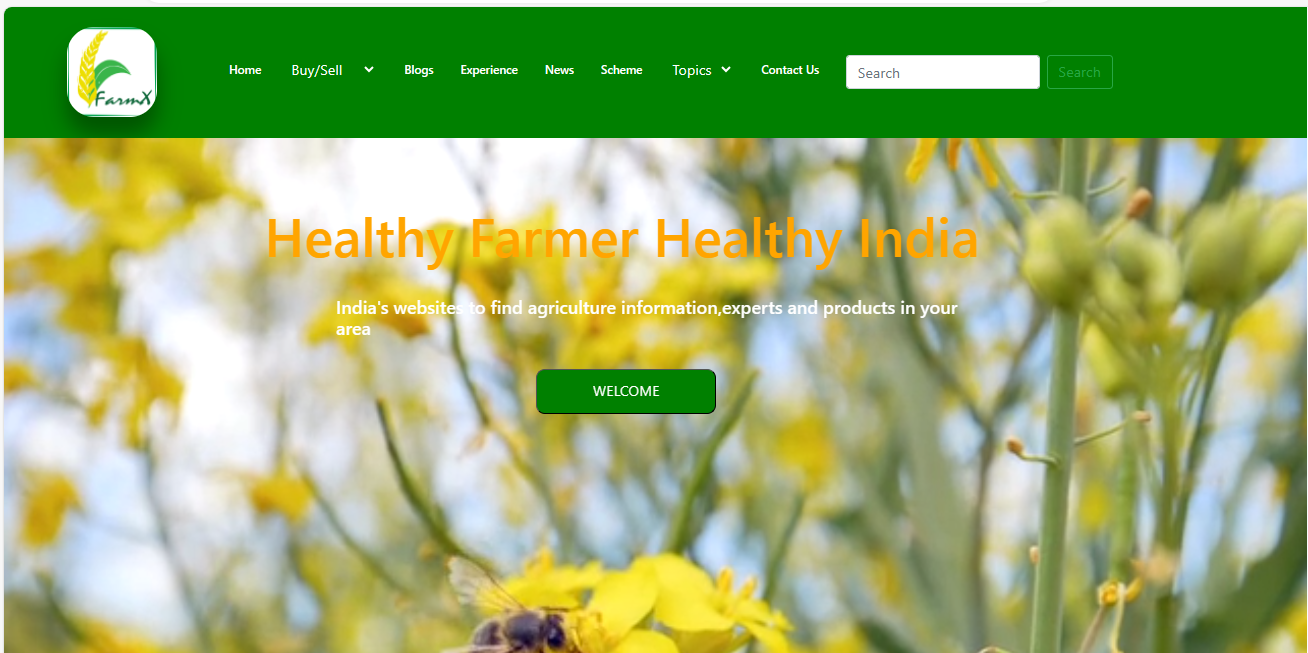 FarmX
Home Buy/Sell Blogs Experience News Scheme Topics Contact Us Search Search
Healthy Farmer Healthy India
India's websites to find agriculture information,experts and products in your
area
WELCOME